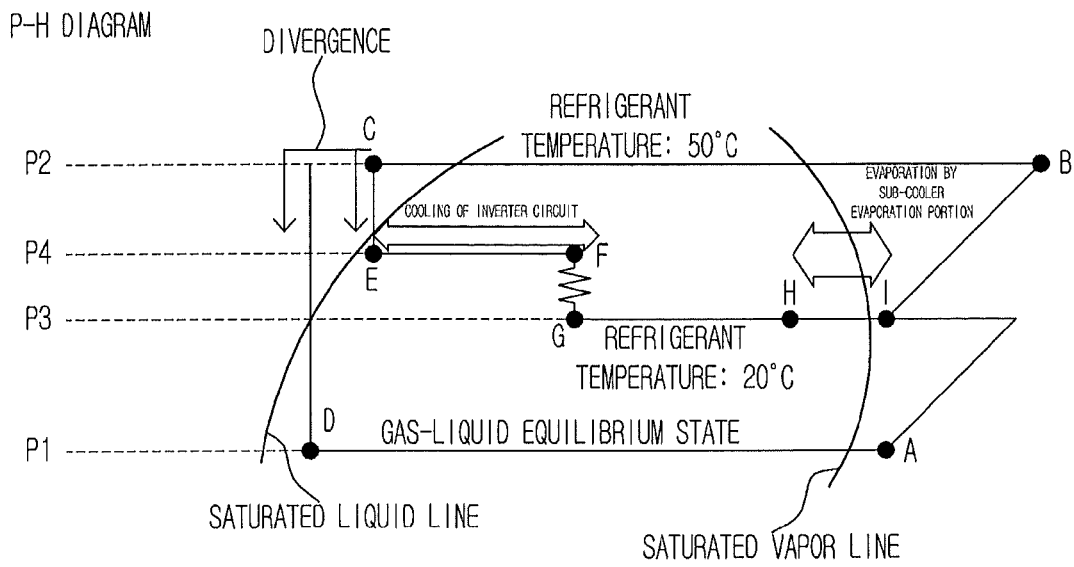 P-H DIAGRAM
DIVERGENCE
C
REFRIGERANT
TEMPERATURE: 50°C
P2
B
EVAPORATION BY
SUB-COOLER
EVAPORATION PORTION
COOLING OF INVERTER CIRCUIT
P4
E
F
H
I
P3
G
REFRIGERANT
TEMPERATURE: 20°C
D
GAS-LIQUID EQUILIBRIUM STATE
P1
A
SATURATED LIQUID LINE
SATURATED VAPOR LINE